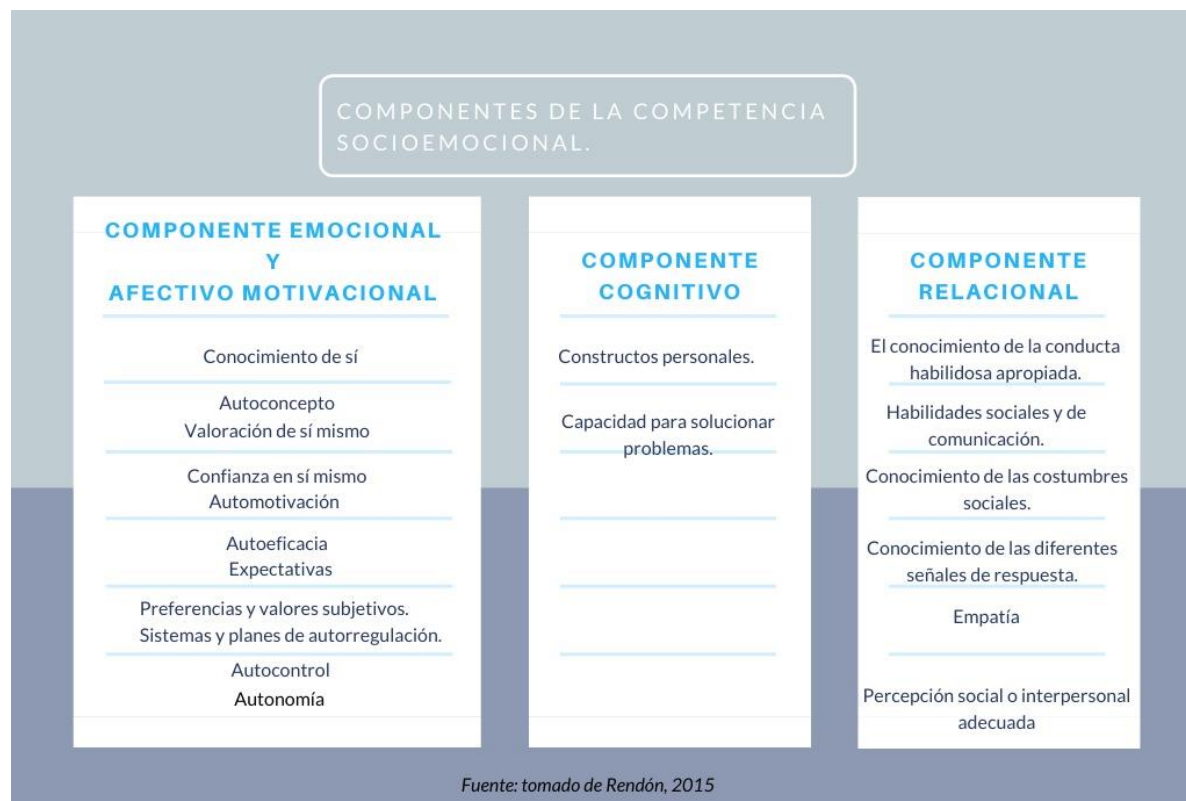 COMPONENTES DE LA COMPETENCIA
SOCIOEMOCIONAL.
COMPONENTE EMOCIONAL
Y
AFECTIVO MOTIVACIONAL
Conocimiento de sí
Autoconcepto
Valoración de sí mismo
Confianza en sí mismo
Automotivación
Autoeficacia
Expectativas
Preferencias y valores subjetivos.
Sistemas y planes de autorregulación.
Autocontrol
Autonomía
COMPONENTE
COGNITIVO
Constructos personales.
Capacidad para solucionar
problemas.
COMPONENTE
RELACIONAL
El conocimiento de la conducta
habilidosa apropiada.
Habilidades sociales y de
comunicación.
Conocimiento de las costumbres
sociales.
Conocimiento de las diferentes
señales de respuesta.
Empatía
Percepción social o interpersonal
adecuada
Fuente: tomado de Rendón, 2015